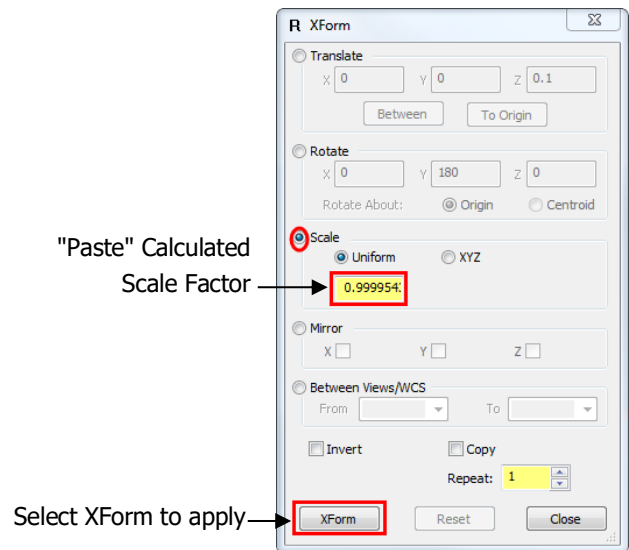 R XForm
Translate
X 0 Y 0 Z 0.1
Between To Origin
Rotate
X 0 Y 180 Z 0
Rotate About: Origin Centroid
Scale
"Paste" Calculated
Scale Factor
Uniform XYZ
0.999954
Mirror
X Y Z
Between Views/WCS
From To
Invert Copy
Repeat: 1
Select XForm to apply
XForm Reset Close